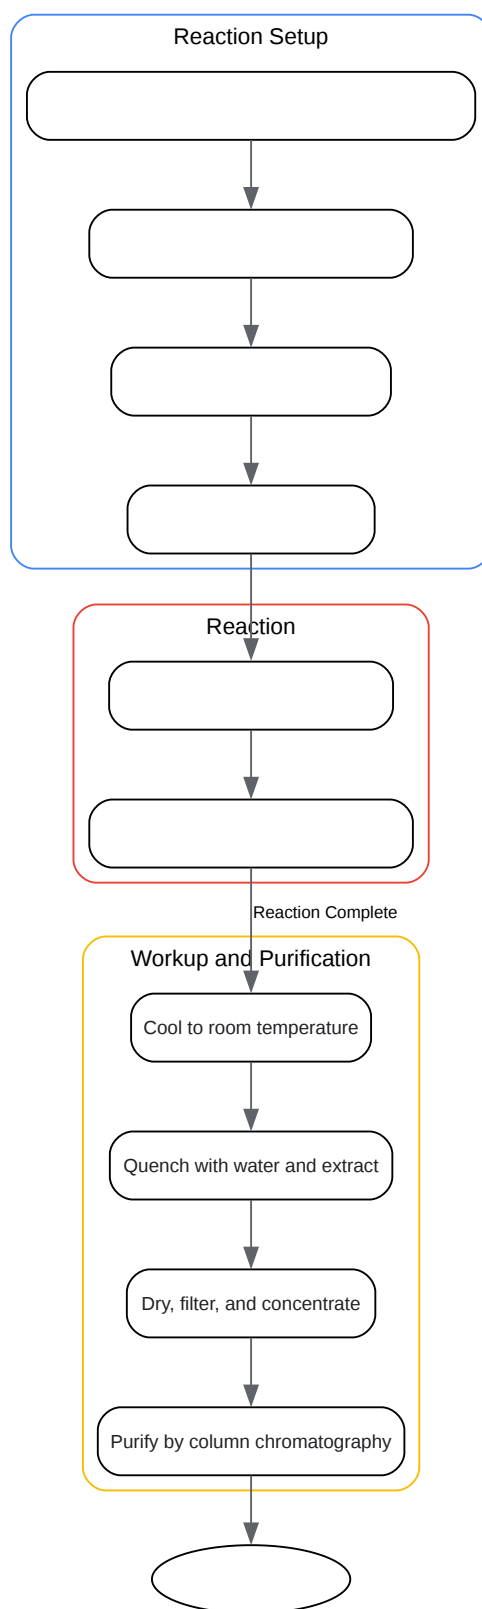 Reaction Setup
Reaction
Reaction Complete
Workup and Purification
Cool to room temperature
Quench with water and extract
Dry, filter, and concentrate
Purify by column chromatography